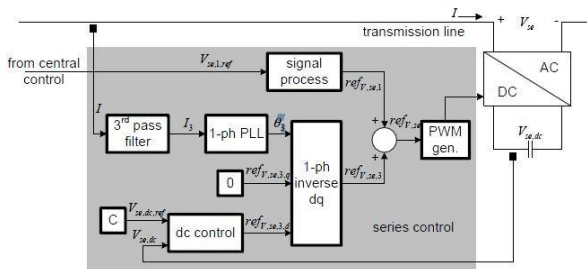 I
+ V_se -
transmission line
from central
control
V_se,1,ref
signal
process
ref_V,se,1
AC
DC
I
3rd pass
filter
I_3
1-ph PLL
θ_3
+
+
ref_V,se
PWM
gen.
V_se,dc
0
ref_V,se,3,q
1-ph
inverse
dq
ref_V,se,3
C
V_se,dc,ref
V_se,dc
dc control
ref_V,se,3,d
series control